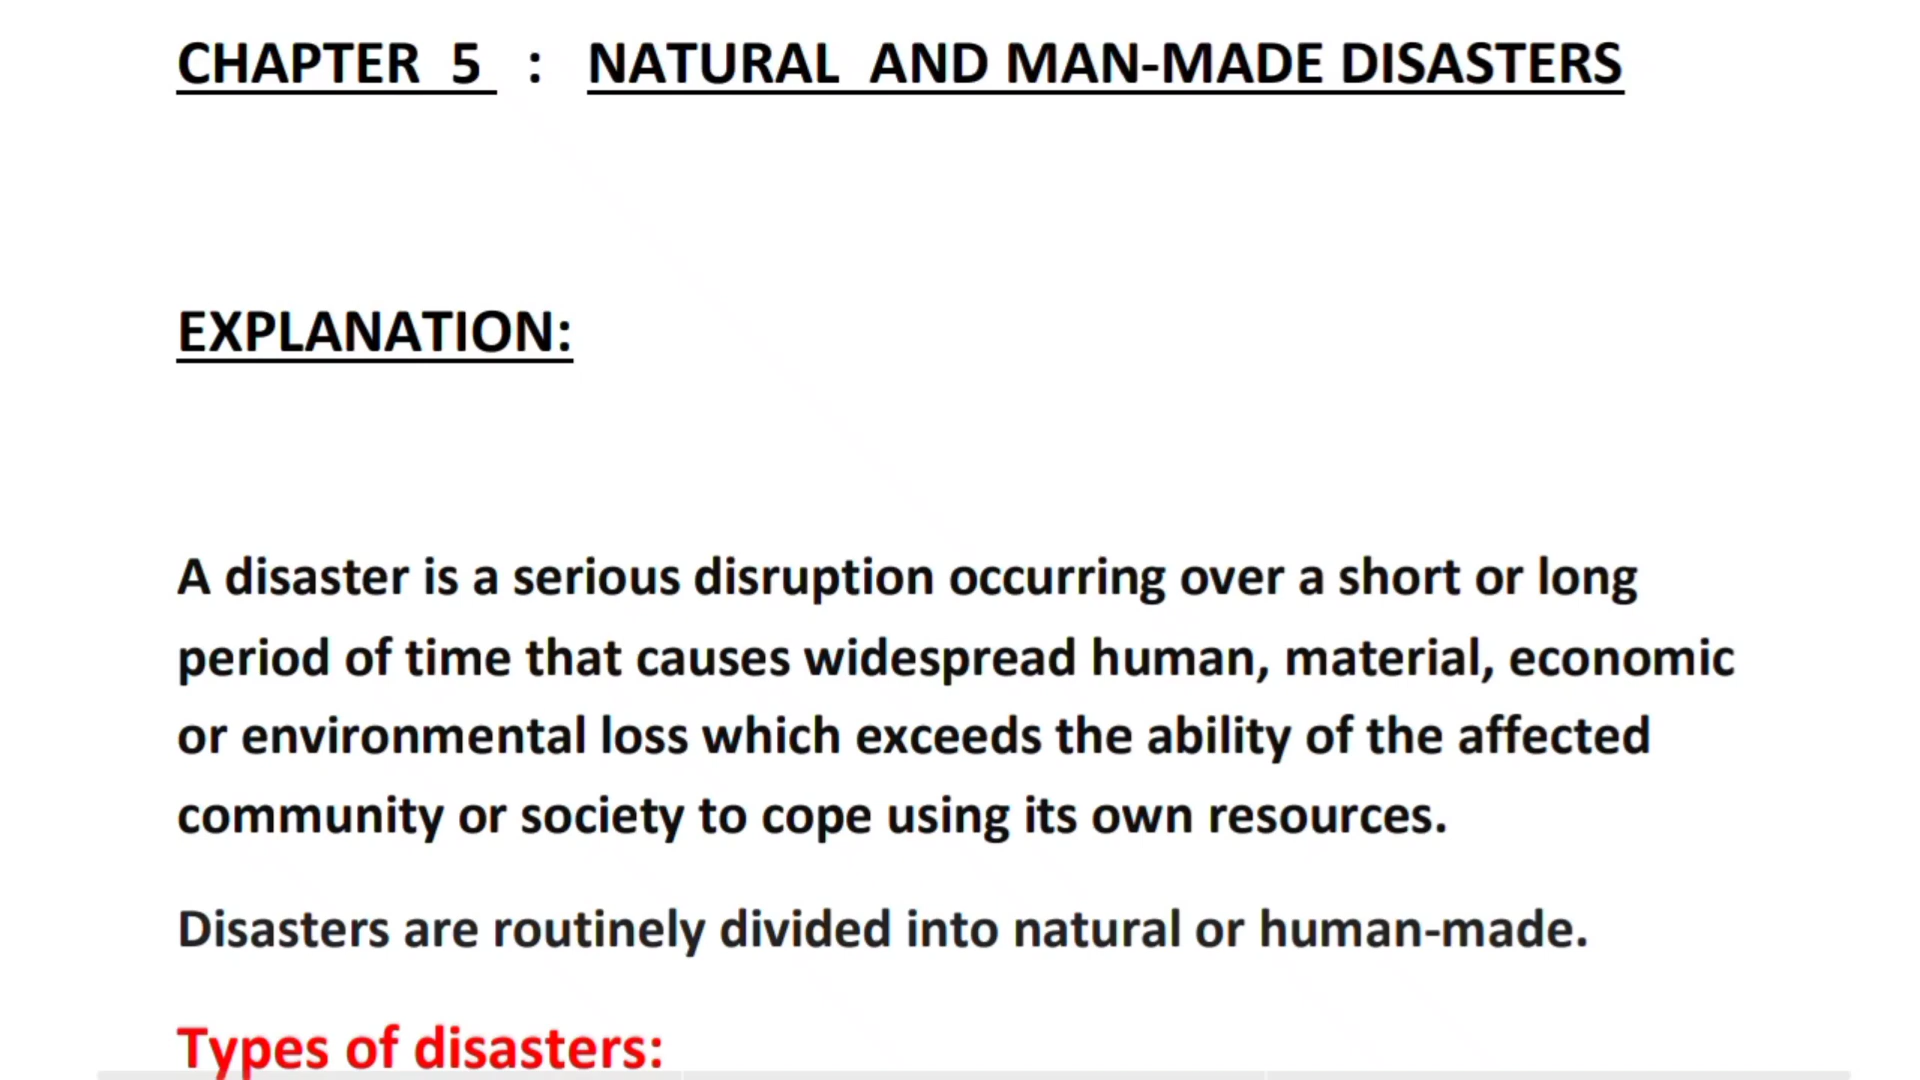 CHAPTER 5 : NATURAL AND MAN-MADE DISASTERS
EXPLANATION:
A disaster is a serious disruption occurring over a short or long
period of time that causes widespread human, material, economic
or environmental loss which exceeds the ability of the affected
community or society to cope using its own resources.
Disasters are routinely divided into natural or human-made.
Types of disasters: